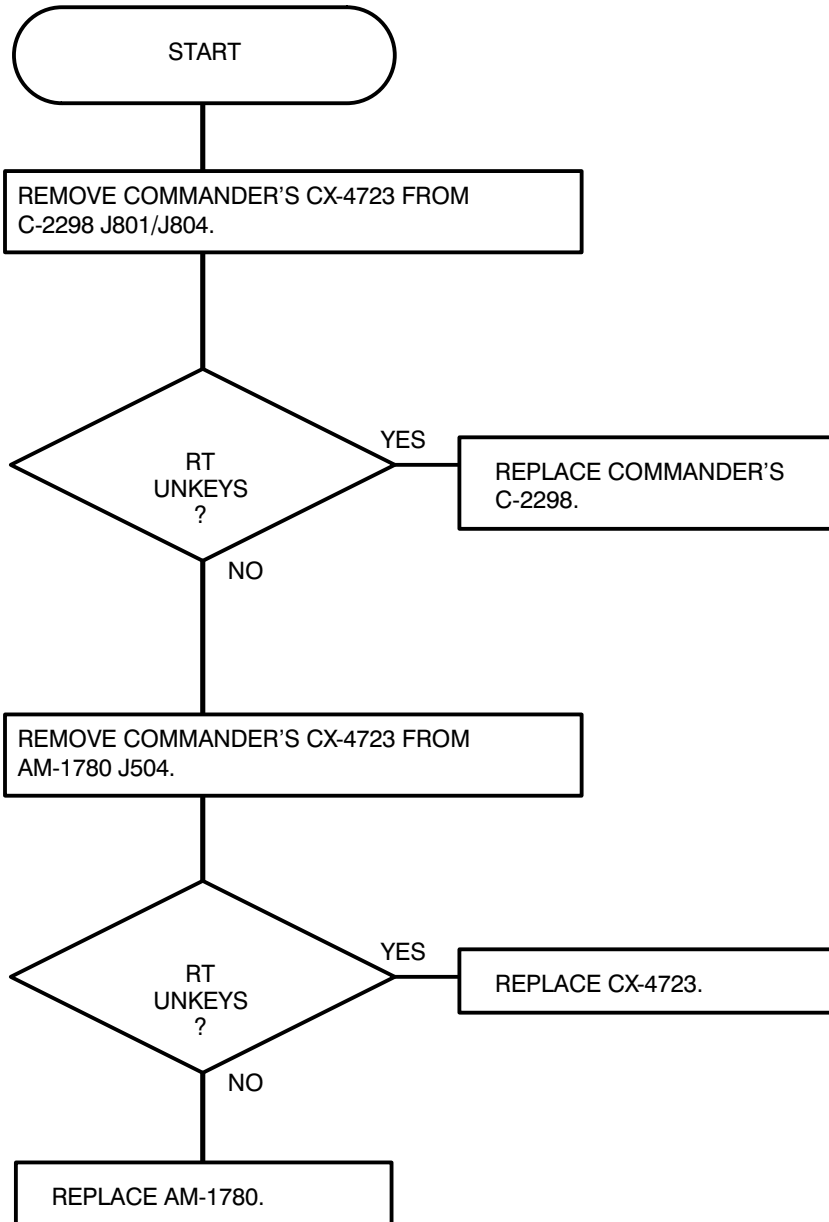 START
REMOVE COMMANDER'S CX-4723 FROM
C-2298 J801/J804.
RT
UNKEYS
?
YES
REPLACE COMMANDER'S
C-2298.
NO
REMOVE COMMANDER'S CX-4723 FROM
AM-1780 J504.
RT
UNKEYS
?
YES
REPLACE CX-4723.
NO
REPLACE AM-1780.